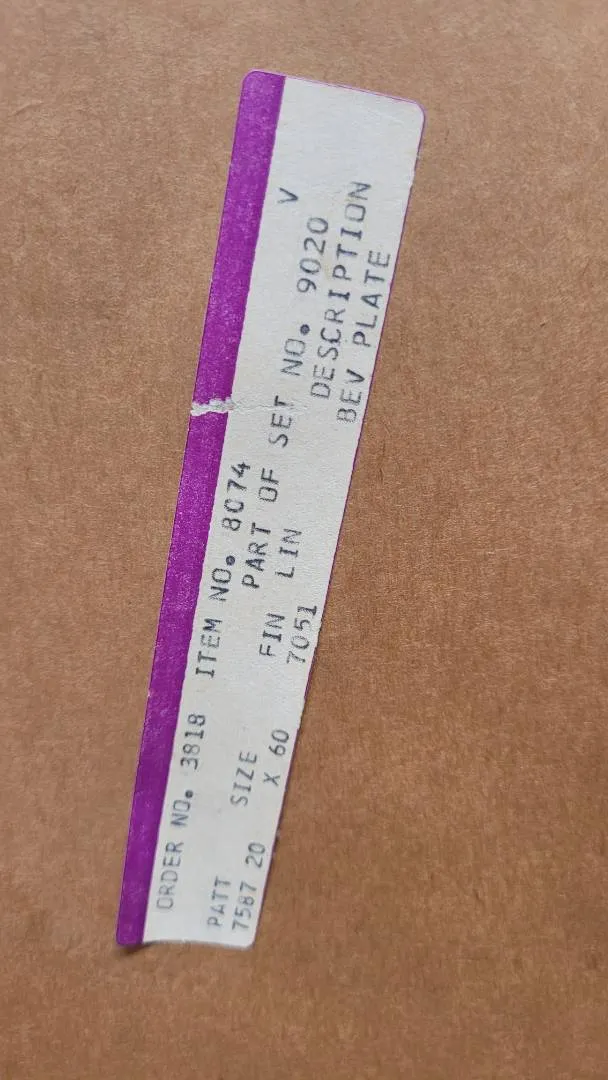 ORDER NO. 3818 ITEM NO. 8074
PART OF SET NO. 9020 V
PATT SIZE FIN LIN DESCRIPTION
7587 20 X 60 7051 BEV PLATE